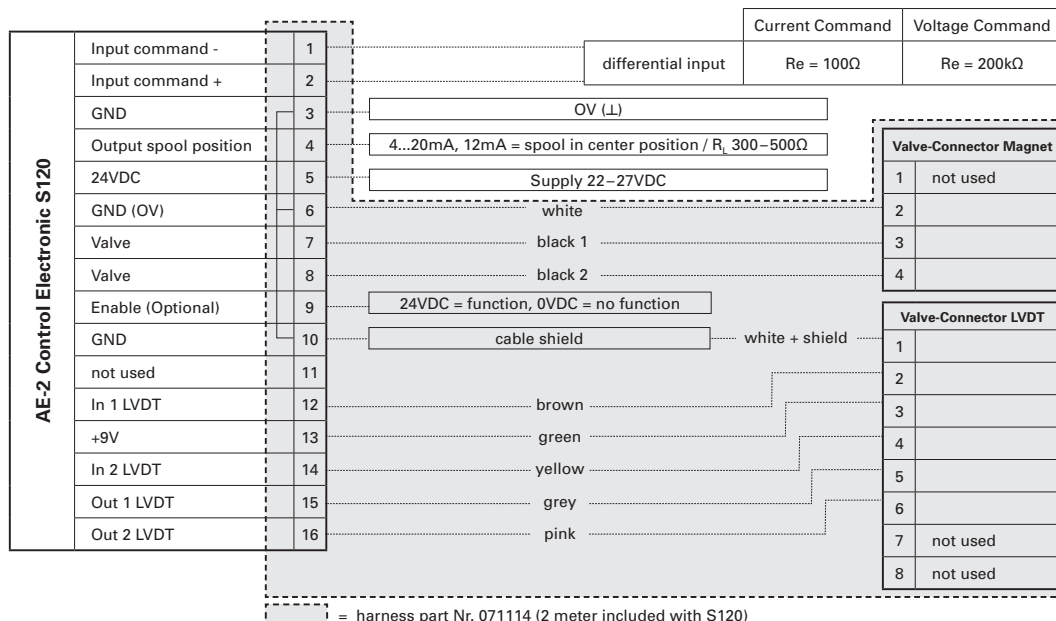 Current Command Voltage Command
differential input Re = 100Ω Re = 200kΩ
AE-2 Control Electronic S120
Input command - 1
Input command + 2
GND 3 OV (⊥)
Output spool position 4 4...20mA, 12mA = spool in center position / RL 300–500Ω
24VDC 5 Supply 22–27VDC
GND (OV) 6 white
Valve 7 black 1
Valve 8 black 2
Enable (Optional) 9 24VDC = function, 0VDC = no function
GND 10 cable shield white + shield
not used 11
In 1 LVDT 12 brown
+9V 13 green
In 2 LVDT 14 yellow
Out 1 LVDT 15 grey
Out 2 LVDT 16 pink
Valve-Connector Magnet
1 not used
2
3
4
Valve-Connector LVDT
1
2
3
4
5
6
7 not used
8 not used
= harness part Nr. 071114 (2 meter included with S120)